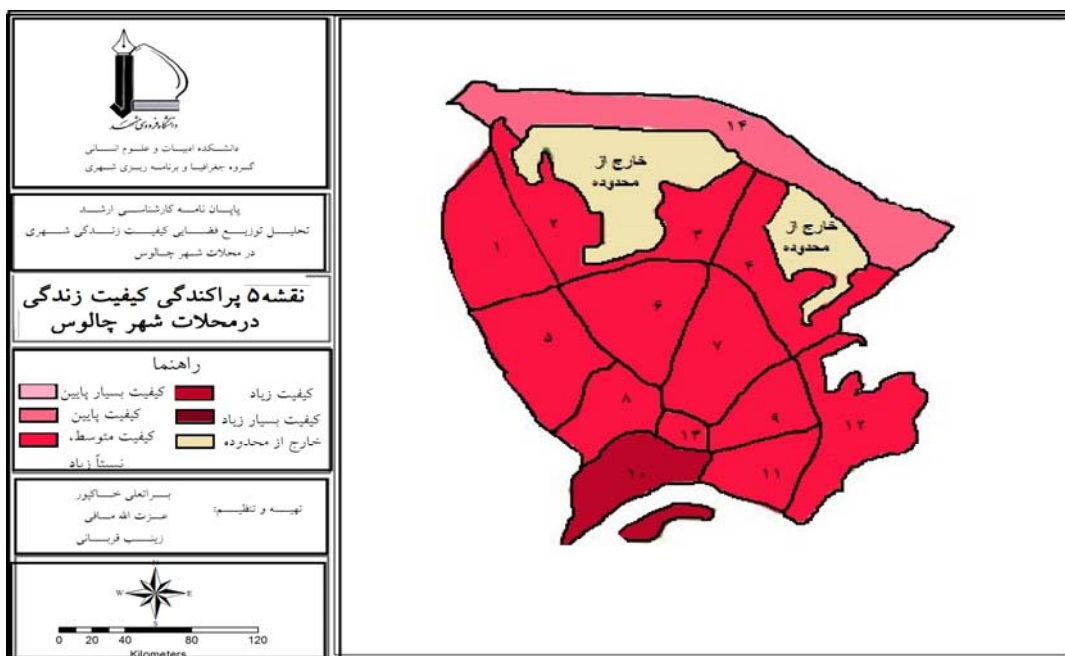 دانشگاه فردوسی مشهد
دانشکده ادبیات و علوم انسانی
گروه جغرافیا و برنامه ریزی شهری
پایان نامه کارشناسی ارشد
تحلیل توزیع فضایی کیفیت زندگی شهری
در محلات شهر چالوس
نقشه۵ پراکندگی کیفیت زندگی
درمحلات شهر چالوس
راهنما
کیفیت زیاد
کیفیت بسیار پایین
کیفیت بسیار زیاد
کیفیت پایین
خارج از محدوده
کیفیت متوسط،
نسبتاً زیاد
تهیه و تنظیم:
براتعلی خاکپور
عزت الله مافی
زینب قربانی
N
W
E
S
0 20 40 80 120
Kilometers
۱۴
خارج از
محدوده
خارج از
محدوده
۱
۲
۳
۴
۵
۶
۷
۸
۹
۱۰
۱۱
۱۲
۱۳